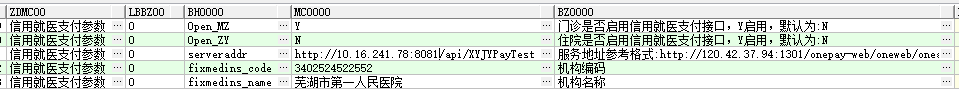 ZDMC00 LBBZ00 BH0000 MC0000 BZ0000
信用就医支付参数 ... 0 Open_MZ ... Y ... 门诊是否启用信用就医支付接口，Y启用，默认为:N
信用就医支付参数 ... 0 Open_ZY ... N ... 住院是否启用信用就医支付接口，Y启用，默认为:N
信用就医支付参数 ... 0 serveraddr ... http://10.16.241.78:8081/api/XYJYPayTest ... 服务地址参考格式:http://120.42.37.94:1301/onepay-web/oneweb/ones
信用就医支付参数 ... 0 fixmedins_code ... 3402524522552 ... 机构编码
信用就医支付参数 ... 0 fixmedins_name ... 芜湖市第一人民医院 ... 机构名称